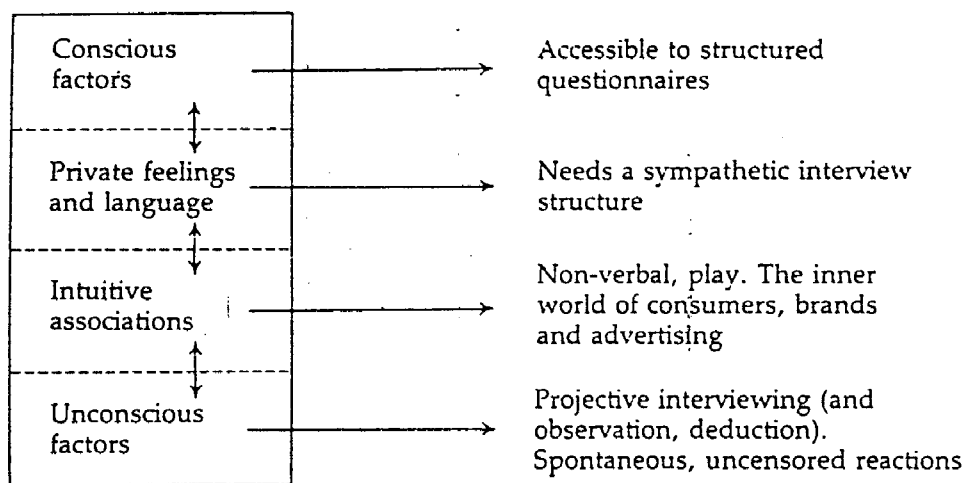 Conscious
factors
Accessible to structured
questionnaires
Private feelings
and language
Needs a sympathetic interview
structure
Intuitive
associations
Non-verbal, play. The inner
world of consumers, brands
and advertising
Unconscious
factors
Projective interviewing (and
observation, deduction).
Spontaneous, uncensored reactions